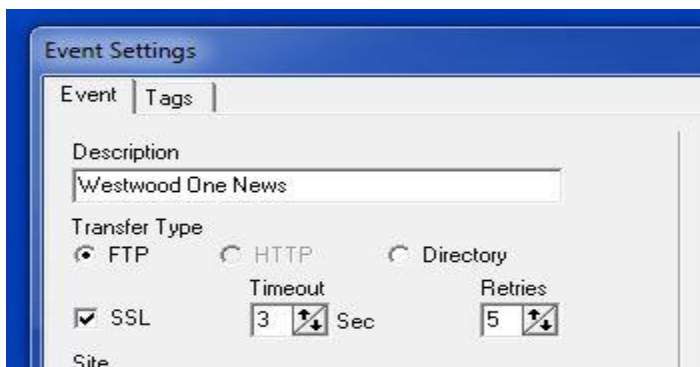 Event Settings
Event Tags
Description
Westwood One News
Transfer Type
FTP HTTP Directory
Timeout Retries
SSL 3 Sec 5
Site